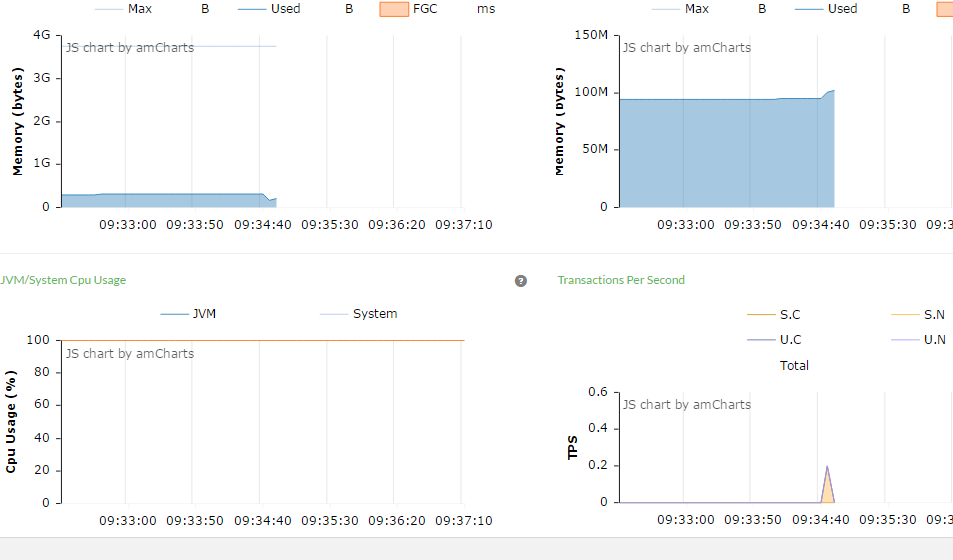 Max B Used B FGC ms
Max B Used B
4G
JS chart by amCharts
3G
2G
1G
0
Memory (bytes)
09:33:00 09:33:50 09:34:40 09:35:30 09:36:20 09:37:10
150M
JS chart by amCharts
100M
50M
0
Memory (bytes)
09:33:00 09:33:50 09:34:40 09:35:30 09:3
JVM/System Cpu Usage ?
JVM System
100
JS chart by amCharts
80
60
40
20
0
Cpu Usage (%)
09:33:00 09:33:50 09:34:40 09:35:30 09:36:20 09:37:10
Transactions Per Second
S.C S.N
U.C U.N
Total
0.6
JS chart by amCharts
0.4
0.2
0
TPS
09:33:00 09:33:50 09:34:40 09:35:30 09:3